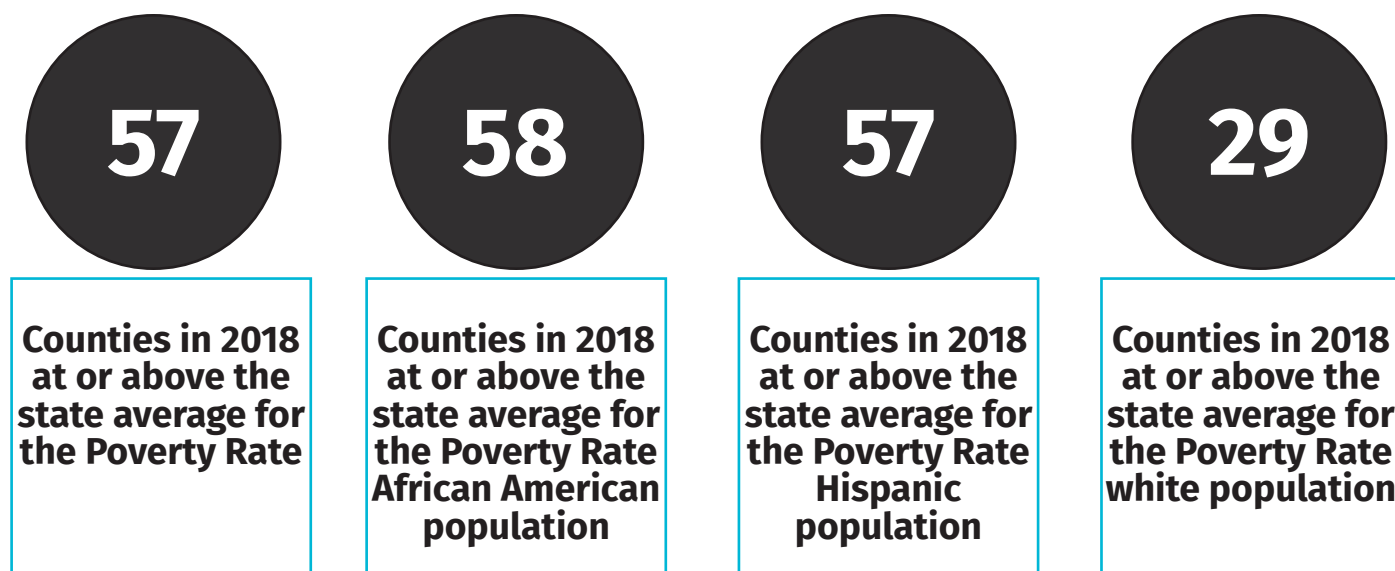 57
Counties in 2018
at or above the
state average for
the Poverty Rate
58
Counties in 2018
at or above the
state average for
the Poverty Rate
African American
population
57
Counties in 2018
at or above the
state average for
the Poverty Rate
Hispanic
population
29
Counties in 2018
at or above the
state average for
the Poverty Rate
white population